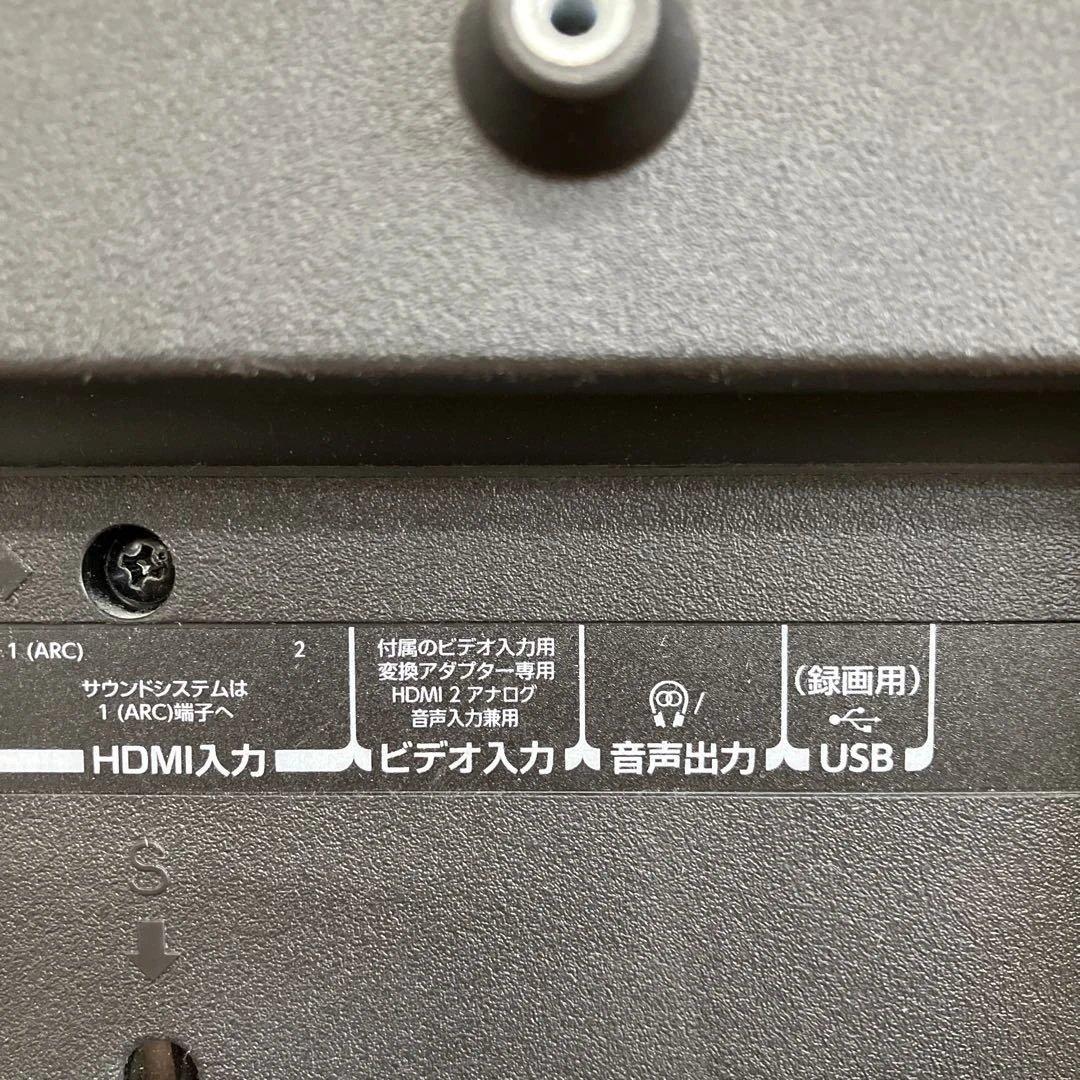 1 (ARC)
2
サウンドシステムは
1 (ARC)端子へ
HDMI入力
付属のビデオ入力用
変換アダプター専用
HDMI 2 アナログ
音声入力兼用
ビデオ入力
/
音声出力
(録画用)
USB
S